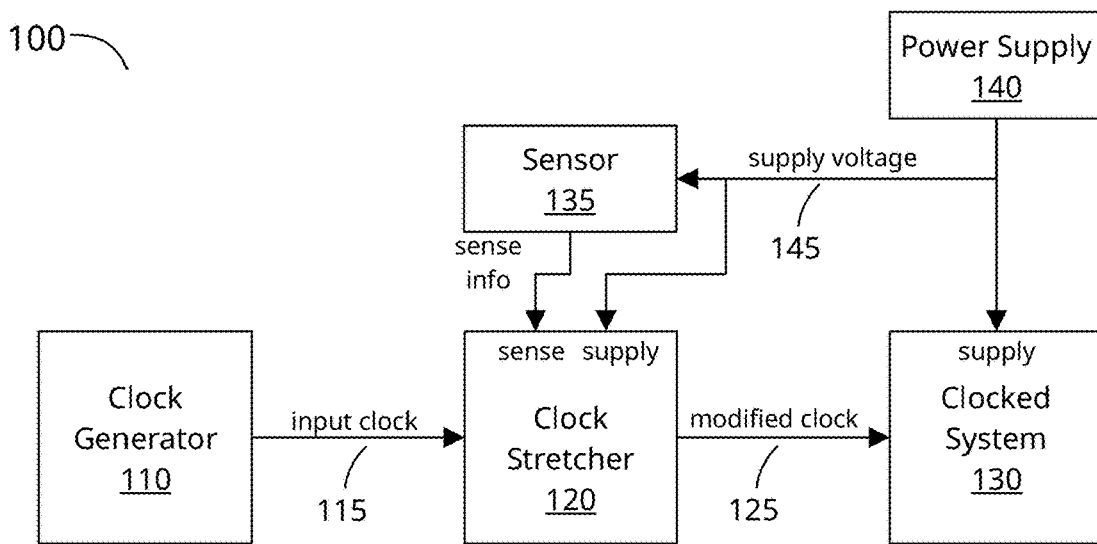 100
Power Supply
140
Sensor
135
supply voltage
145
sense
info
sense supply
supply
Clock
Generator
110
input clock
115
Clock
Stretcher
120
modified clock
125
Clocked
System
130